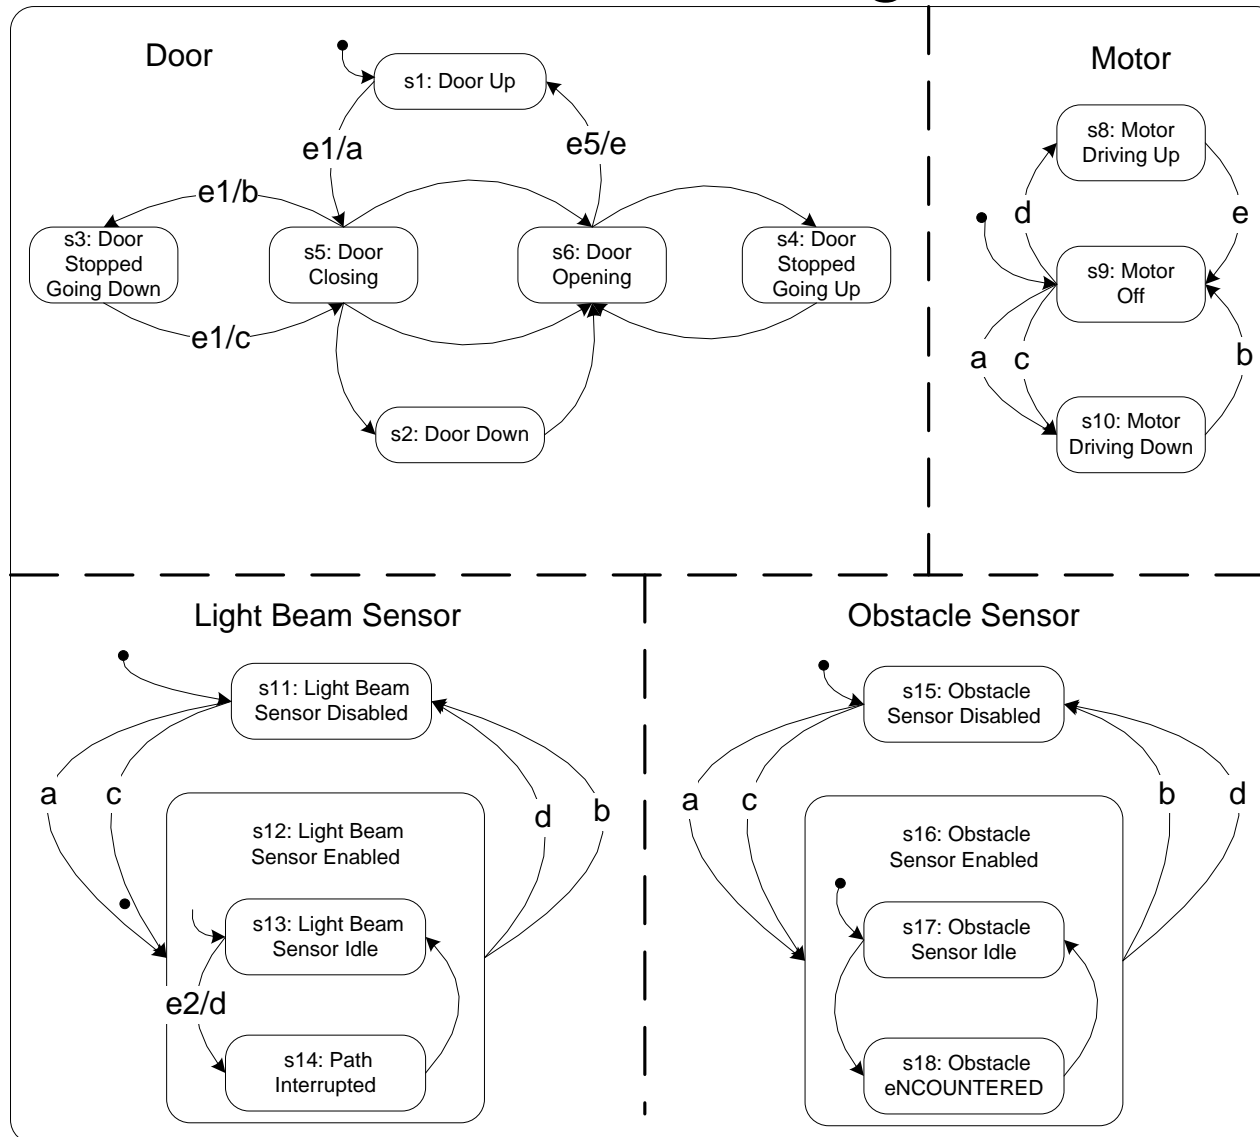 Door
s1: Door Up
e1/a
e5/e
e1/b
s3: Door
Stopped
Going Down
s5: Door
Closing
s6: Door
Opening
s4: Door
Stopped
Going Up
e1/c
s2: Door Down
Motor
s8: Motor
Driving Up
d
e
s9: Motor
Off
a
c
b
s10: Motor
Driving Down
Light Beam Sensor
s11: Light Beam
Sensor Disabled
a
c
d
b
s12: Light Beam
Sensor Enabled
s13: Light Beam
Sensor Idle
e2/d
s14: Path
Interrupted
Obstacle Sensor
s15: Obstacle
Sensor Disabled
a
c
b
d
s16: Obstacle
Sensor Enabled
s17: Obstacle
Sensor Idle
s18: Obstacle
eNCOUNTERED